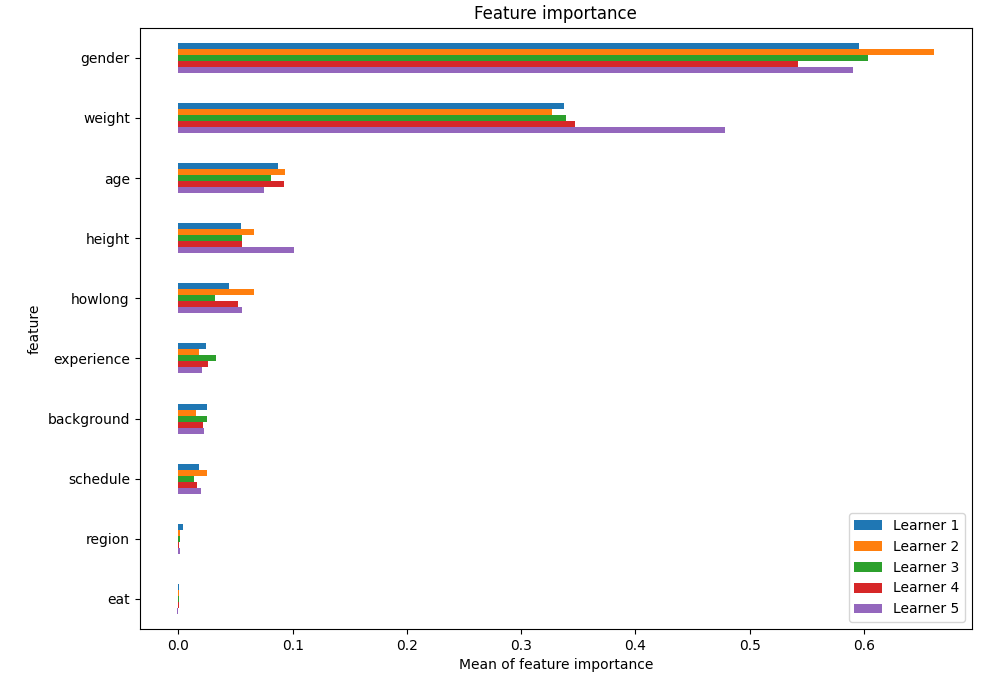 Feature importance
gender
weight
age
height
howlong
experience
background
schedule
region
eat
feature
Learner 1
Learner 2
Learner 3
Learner 4
Learner 5
0.0 0.1 0.2 0.3 0.4 0.5 0.6
Mean of feature importance